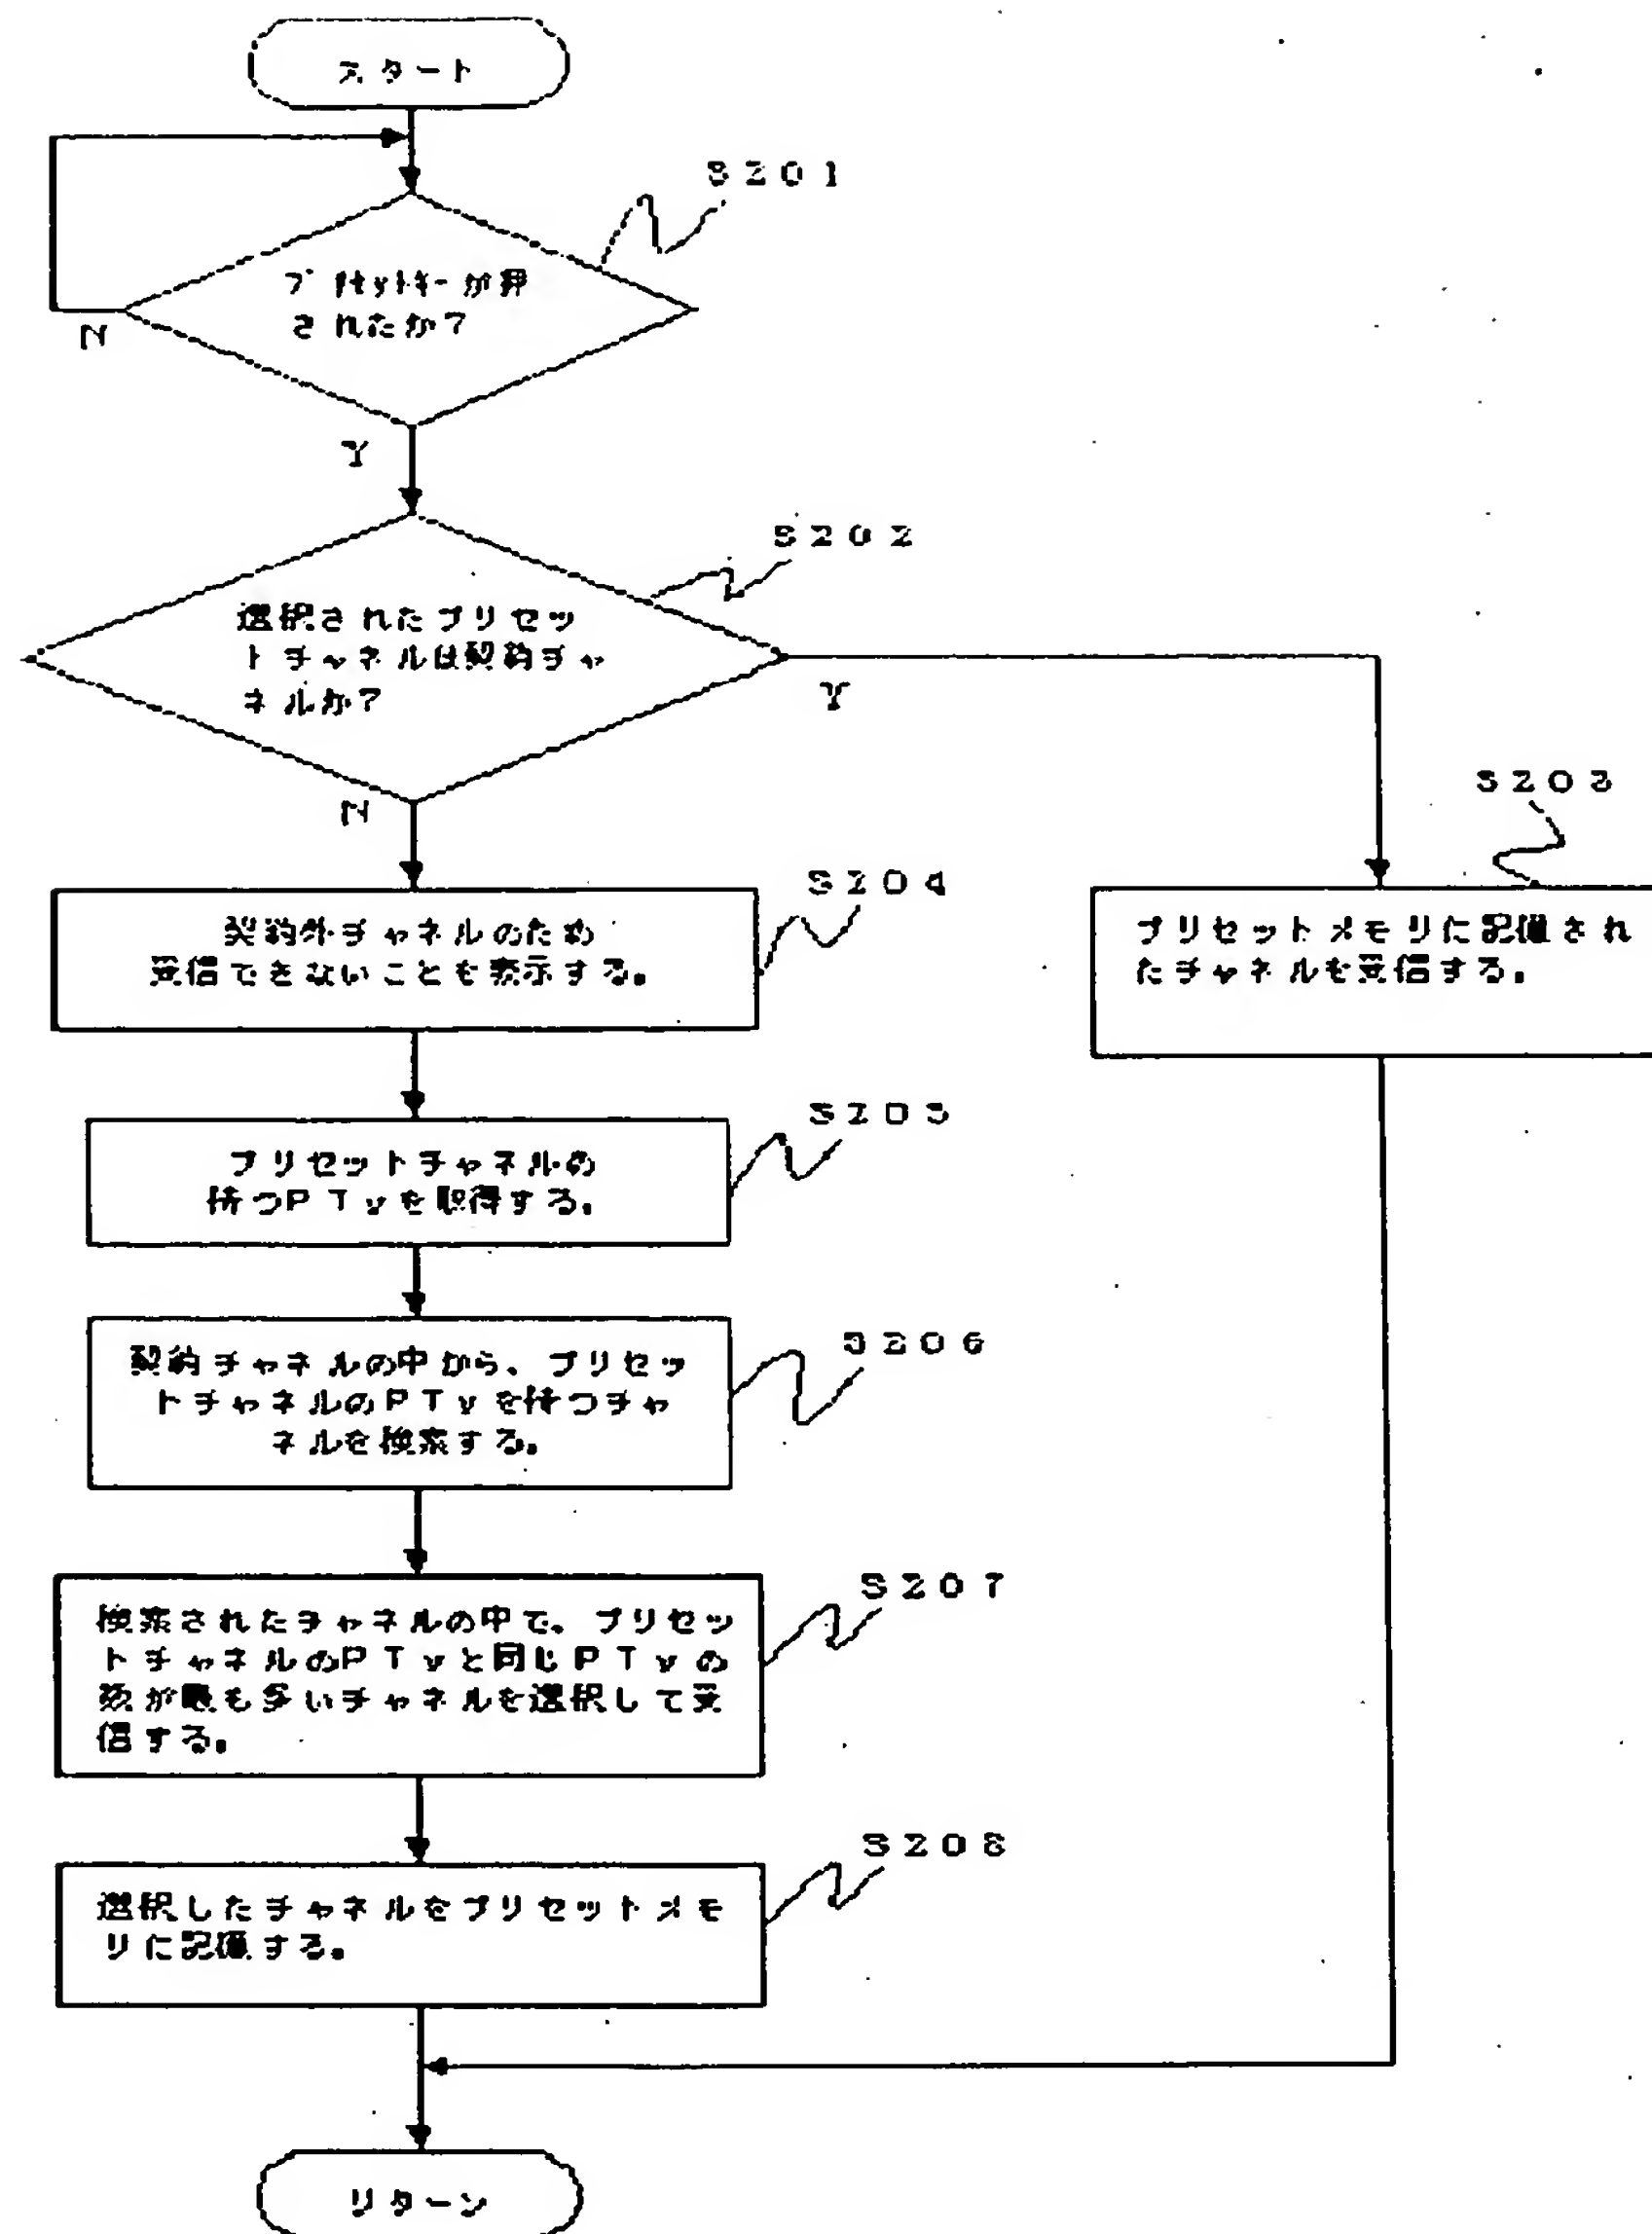 スタート
S201
プリセットキーが押
されたか?
N
Y
S202
選択されたプリセッ
トチャネルは契約チャ
ネルか?
Y
N
S203
S204
契約外チャネルのため
受信できないことを表示する。
プリセットメモリに記憶され
たチャネルを受信する。
S205
プリセットチャネルの
持つPTyを取得する。
S206
契約チャネルの中から、プリセッ
トチャネルのPTyを持つチャ
ネルを検索する。
S207
検索されたチャネルの中で、プリセッ
トチャネルのPTyと同じPTyの
数が最も多いチャネルを選択して受
信する。
S208
選択したチャネルをプリセットメモ
リに記憶する。
リターン